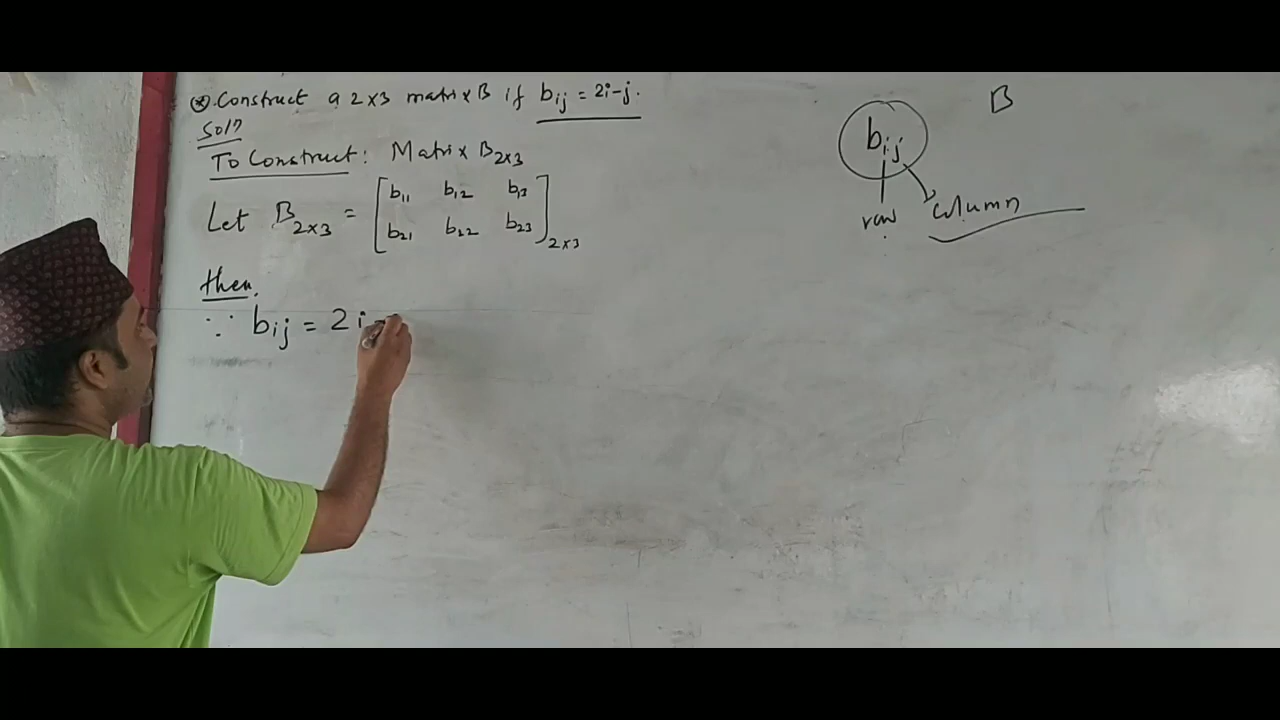 ⊛. Construct a 2×3 matrix B if bij = 2i-j.
Solⁿ
To Construct: Matrix B2×3
Let B2×3 = [b11 b12 b13
b21 b22 b23]2×3
then,
∵ bij = 2i-
B
bij
row column